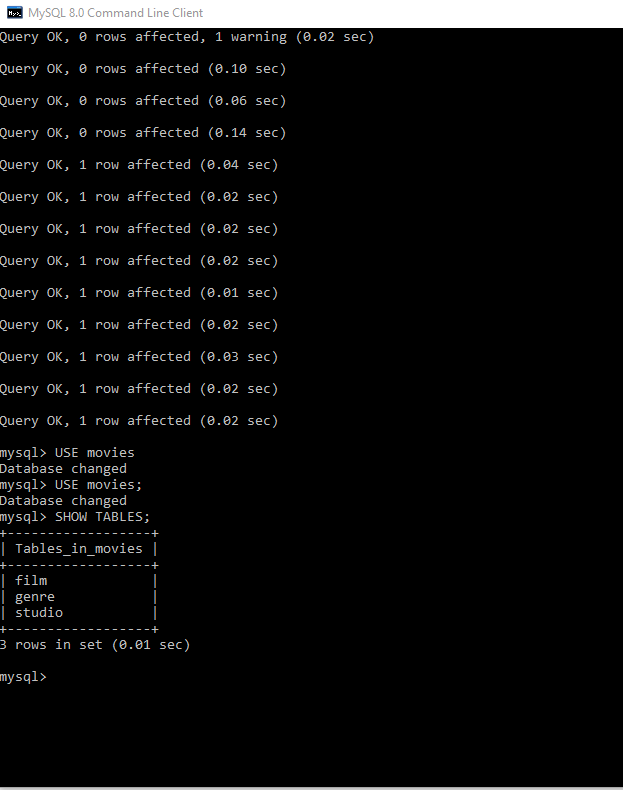 MySQL 8.0 Command Line Client
Query OK, 0 rows affected, 1 warning (0.02 sec)
Query OK, 0 rows affected (0.10 sec)
Query OK, 0 rows affected (0.06 sec)
Query OK, 0 rows affected (0.14 sec)
Query OK, 1 row affected (0.04 sec)
Query OK, 1 row affected (0.02 sec)
Query OK, 1 row affected (0.02 sec)
Query OK, 1 row affected (0.02 sec)
Query OK, 1 row affected (0.01 sec)
Query OK, 1 row affected (0.02 sec)
Query OK, 1 row affected (0.03 sec)
Query OK, 1 row affected (0.02 sec)
Query OK, 1 row affected (0.02 sec)
mysql> USE movies
Database changed
mysql> USE movies;
Database changed
mysql> SHOW TABLES;
+------------------+
| Tables_in_movies |
+------------------+
| film             |
| genre            |
| studio           |
+------------------+
3 rows in set (0.01 sec)
mysql>